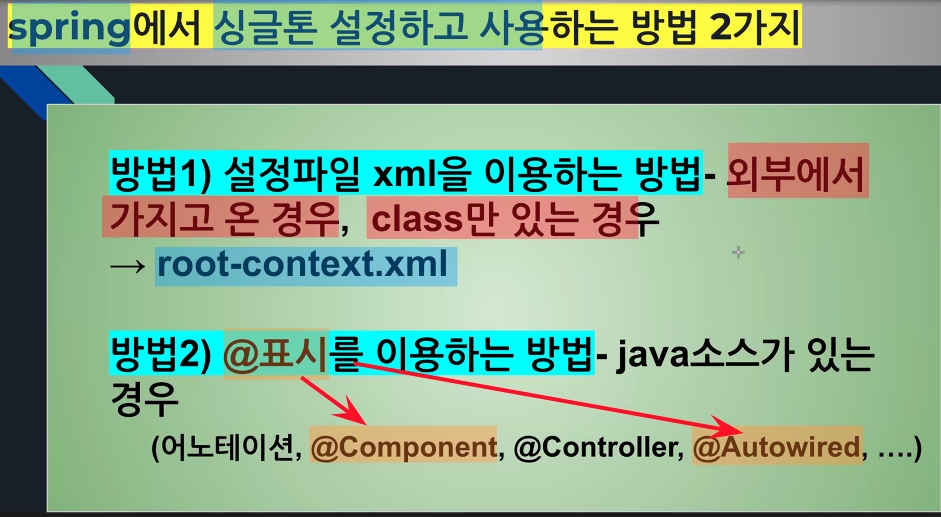 spring에서 싱글톤 설정하고 사용하는 방법 2가지
방법1) 설정파일 xml을 이용하는 방법- 외부에서
가지고 온 경우, class만 있는 경우
→ root-context.xml
방법2) @표시를 이용하는 방법- java소스가 있는
경우
(어노테이션, @Component, @Controller, @Autowired, ....)